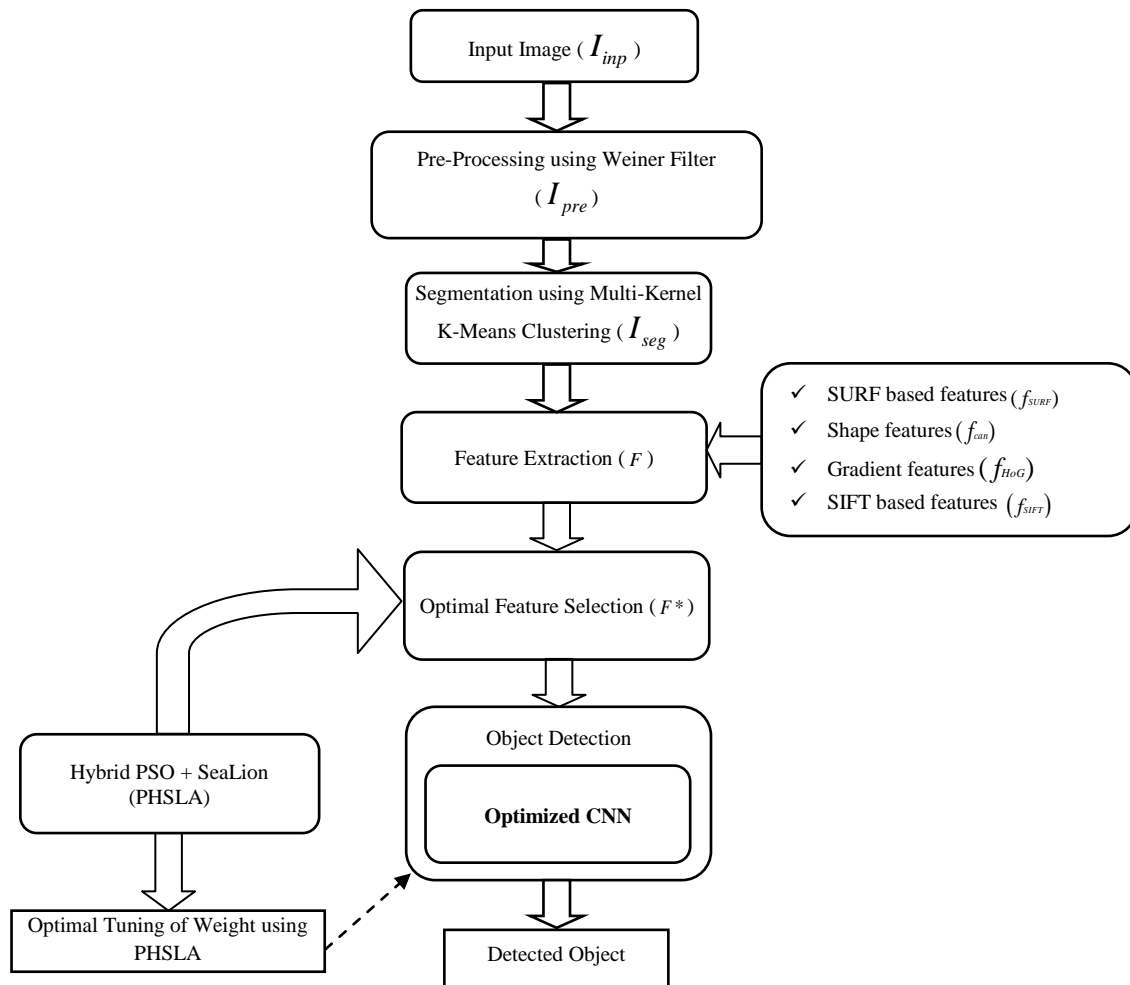 Input Image ( I_inp )
Pre-Processing using Weiner Filter
( I_pre )
Segmentation using Multi-Kernel
K-Means Clustering ( I_seg )
✓ SURF based features (f_SURF)
✓ Shape features (f_can)
✓ Gradient features (f_HoG)
✓ SIFT based features (f_SIFT)
Feature Extraction ( F )
Optimal Feature Selection ( F* )
Object Detection
Optimized CNN
Hybrid PSO + SeaLion
(PHSLA)
Optimal Tuning of Weight using
PHSLA
Detected Object